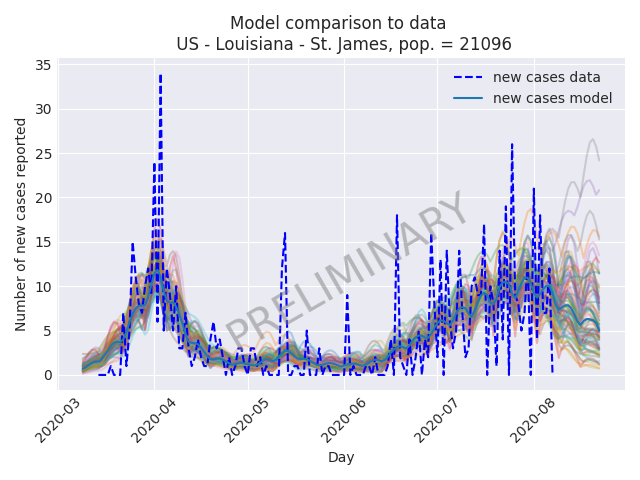 Model comparison to data
US - Louisiana - St. James, pop. = 21096
35
30
25
20
15
10
5
0
Number of new cases reported
new cases data
new cases model
PRELIMINARY
2020-03
2020-04
2020-05
2020-06
2020-07
2020-08
Day